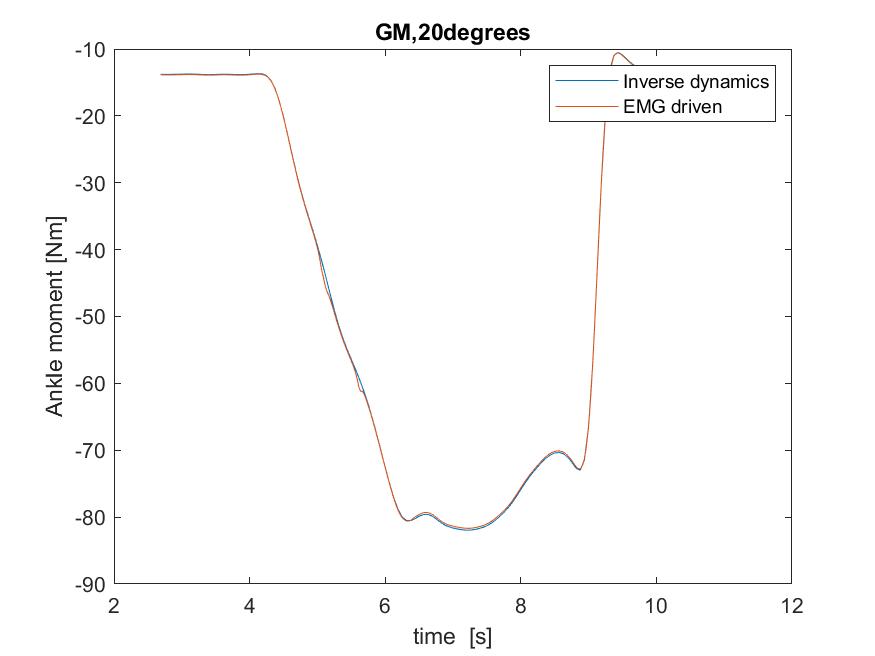 GM,20degrees
-10
-20
-30
-40
-50
-60
-70
-80
-90
Ankle moment [Nm]
Inverse dynamics
EMG driven
2 4 6 8 10 12
time [s]